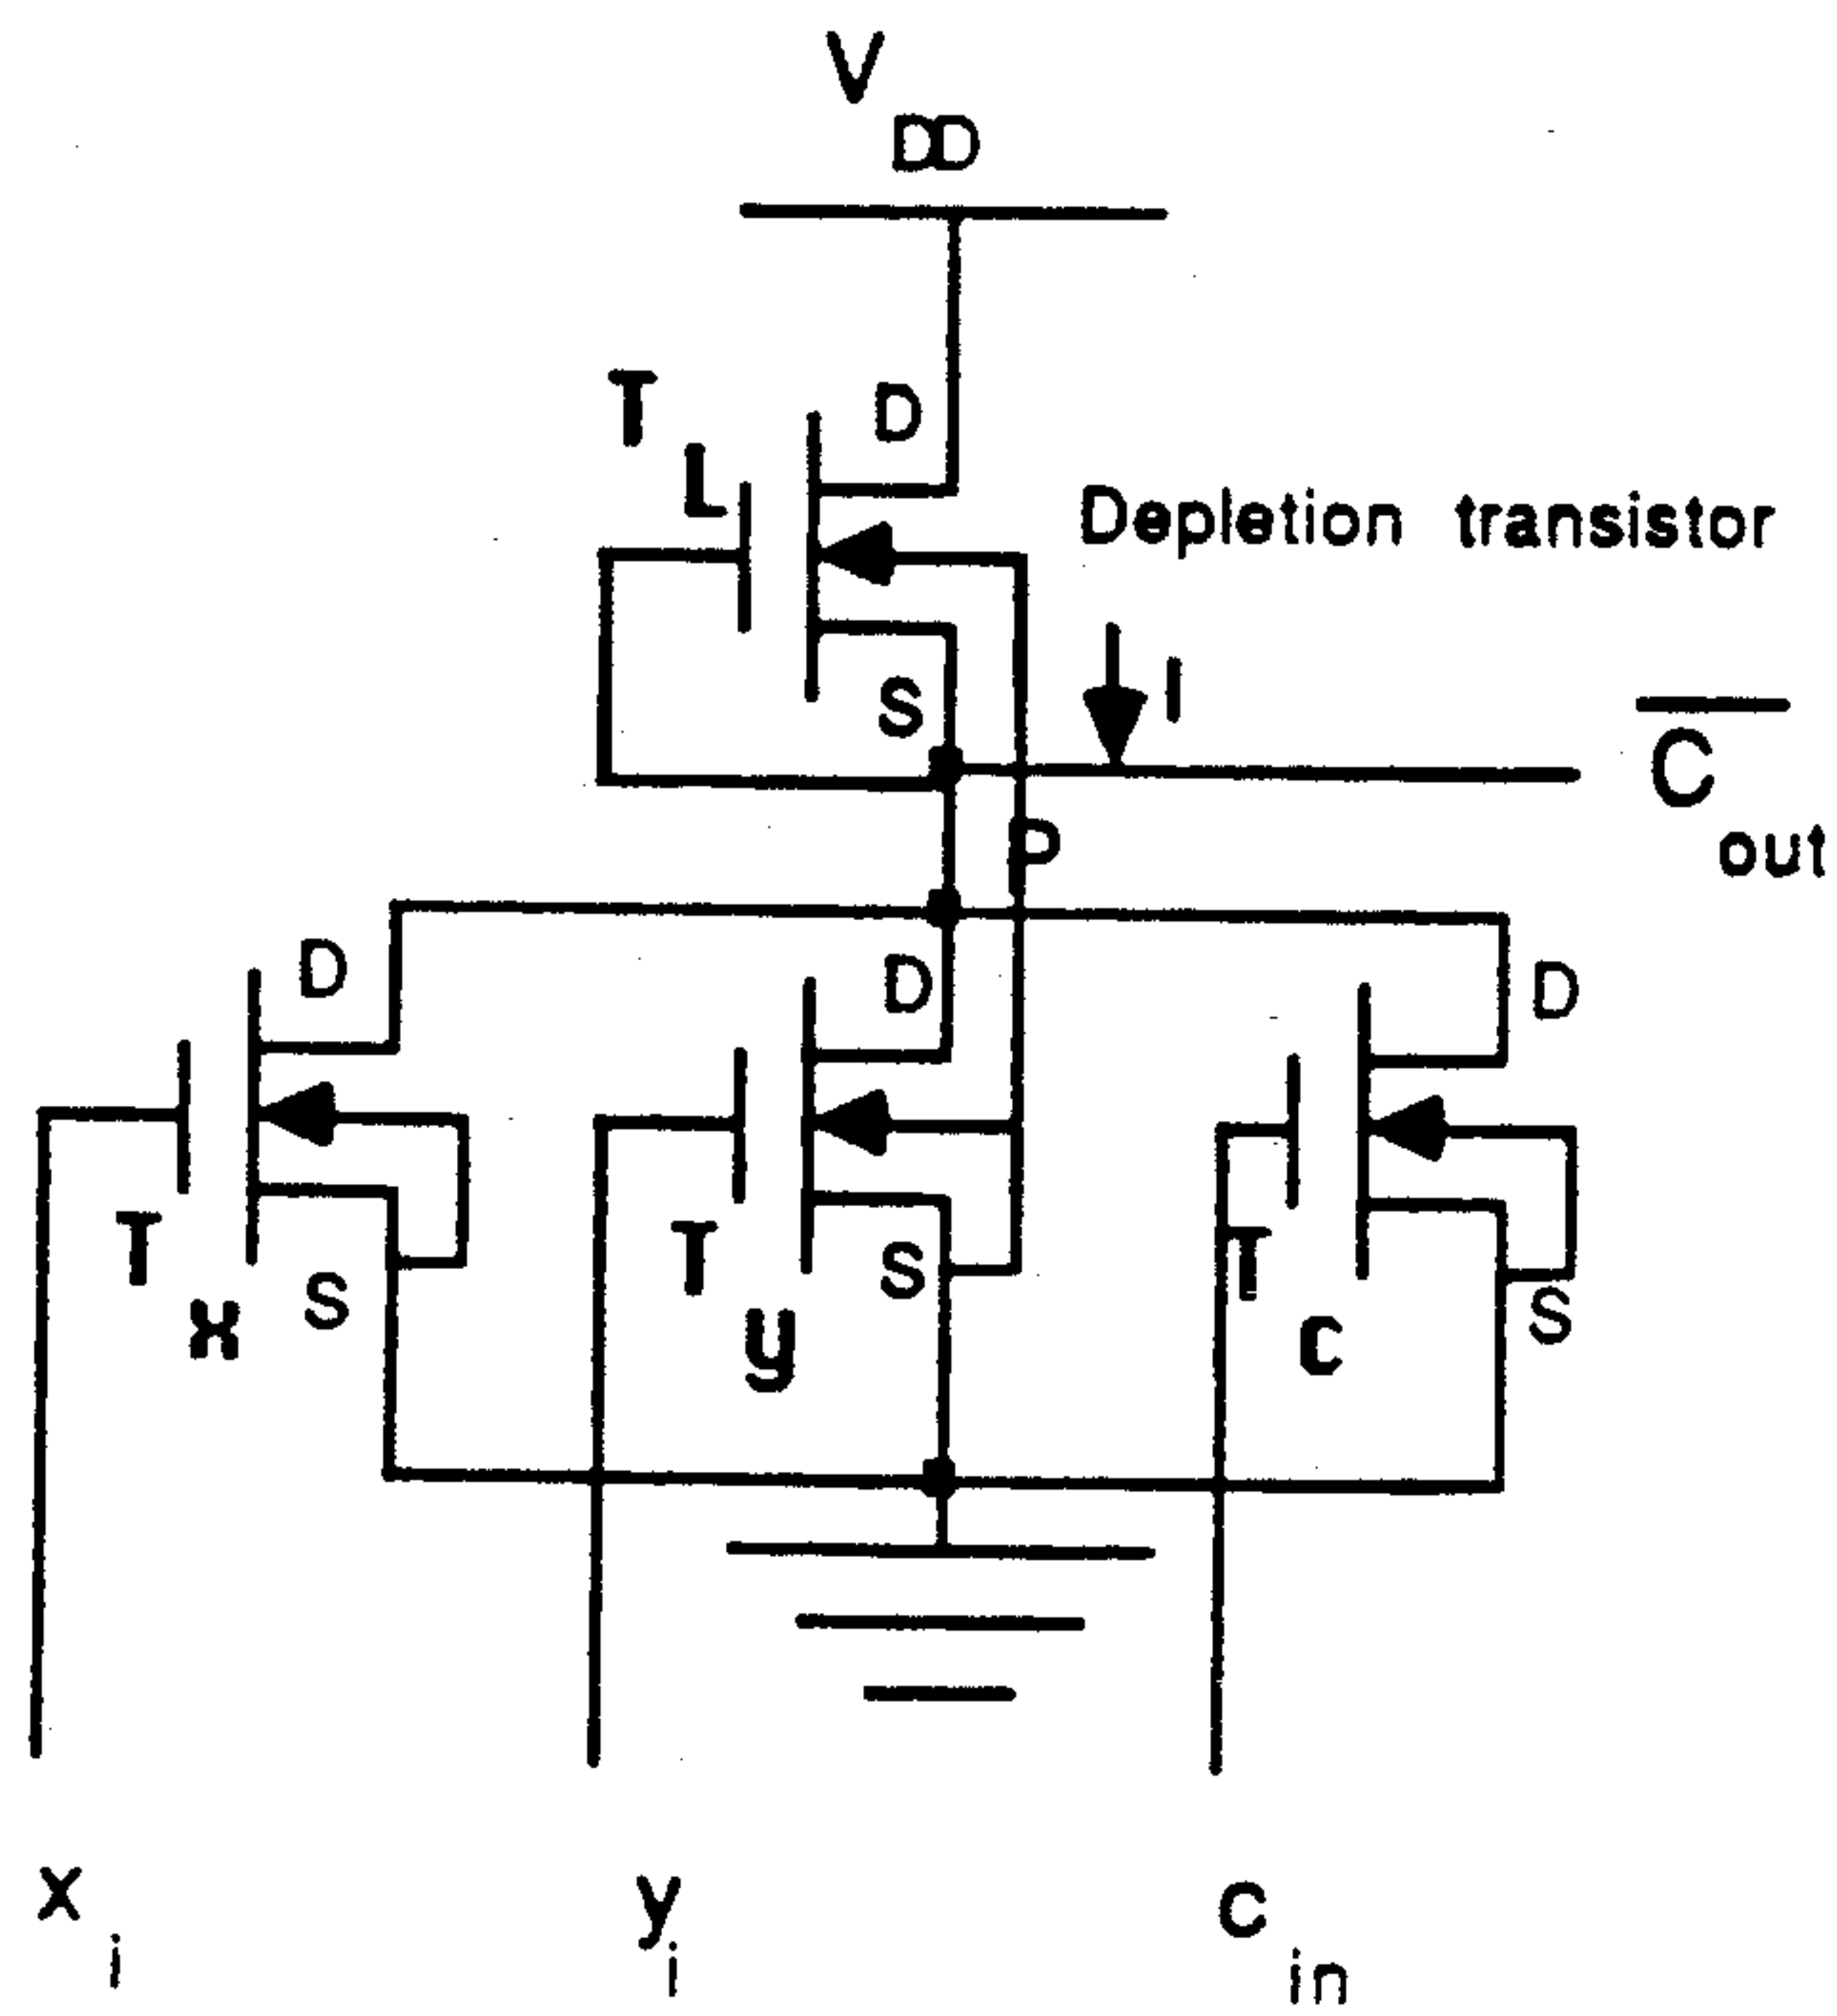 V DD
T L
D
Depletion transistor
S
I
C out
P
D
D
D
T x
S
T y
S
T c
S
x i
y i
c in